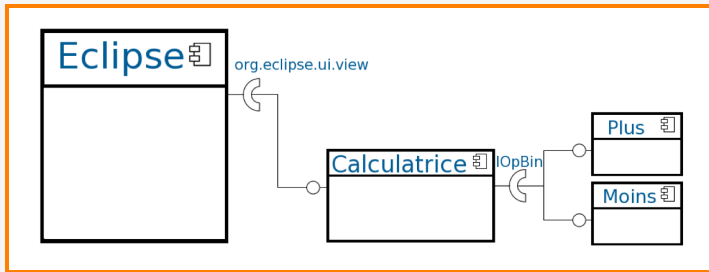 Eclipse
org.eclipse.ui.view
Calculatrice
IOpBin
Plus
Moins